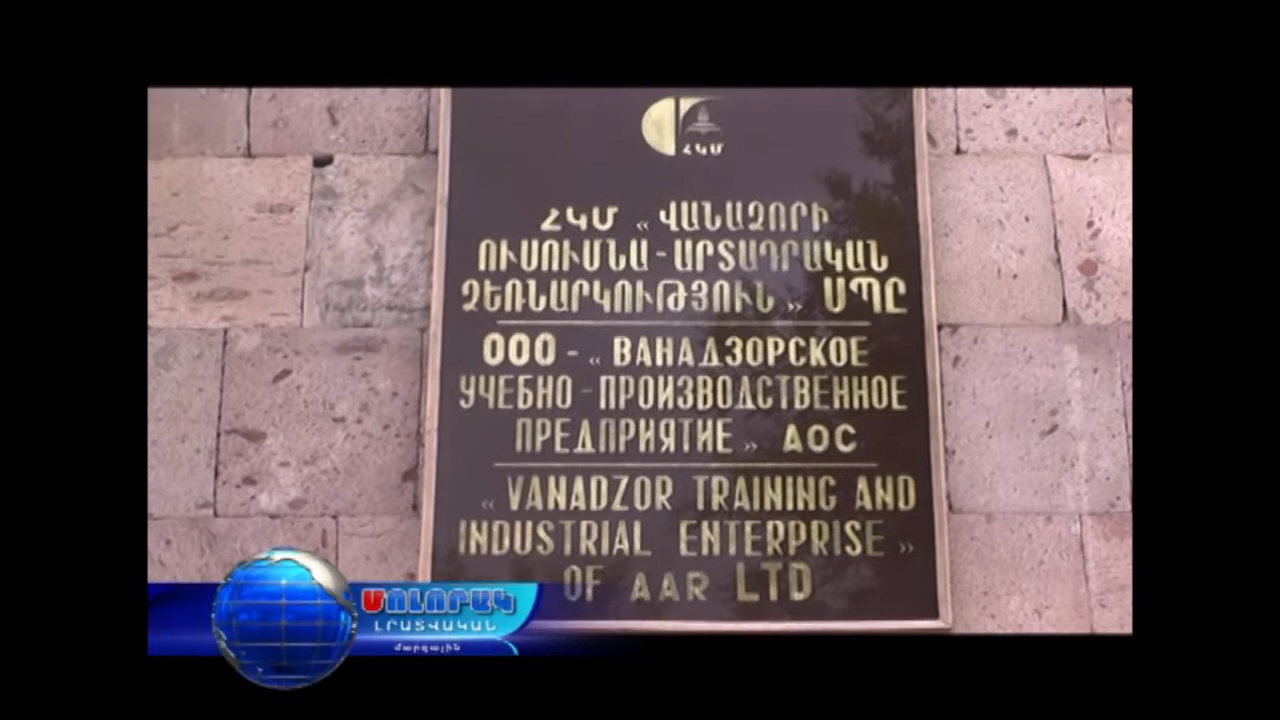 ՀԿՄ
ՀԿՄ « ՎԱՆԱՁՈՐԻ
ՈՒՍՈՒՄՆԱ - ԱՐՏԱԴՐԱԿԱՆ
ՁԵՌՆԱՐԿՈՒԹՅՈՒՆ » ՍՊԸ
ООО - « ВАНАДЗОРСКОЕ
УЧЕБНО - ПРОИЗВОДСТВЕННОЕ
ПРЕДПРИЯТИЕ » АОС
« VANADZOR TRAINING AND
INDUSTRIAL ENTERPRISE »
OF AAR LTD
ՄՈԼՈՐԱԿ
ԼՐԱՏՎԱԿԱՆ
մարզային